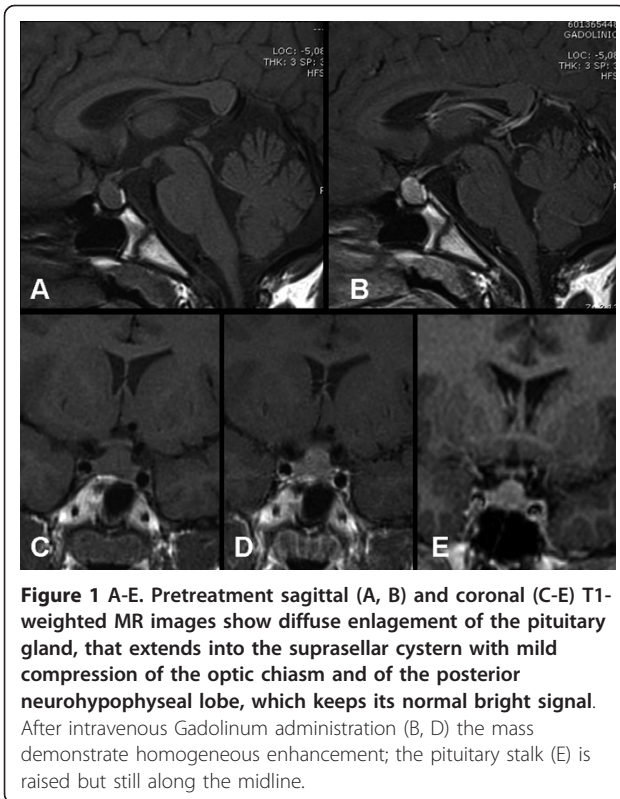 LOC: -5,08
THK: 3 SP: 3
HFS
601365448
GADOLINIC
LOC: -5,08
THK: 3 SP: 3
HFS
A
B
C
D
E
Figure 1 A-E. Pretreatment sagittal (A, B) and coronal (C-E) T1-
weighted MR images show diffuse enlagement of the pituitary
gland, that extends into the suprasellar cystern with mild
compression of the optic chiasm and of the posterior
neurohypophyseal lobe, which keeps its normal bright signal.
After intravenous Gadolinum administration (B, D) the mass
demonstrate homogeneous enhancement; the pituitary stalk (E) is
raised but still along the midline.